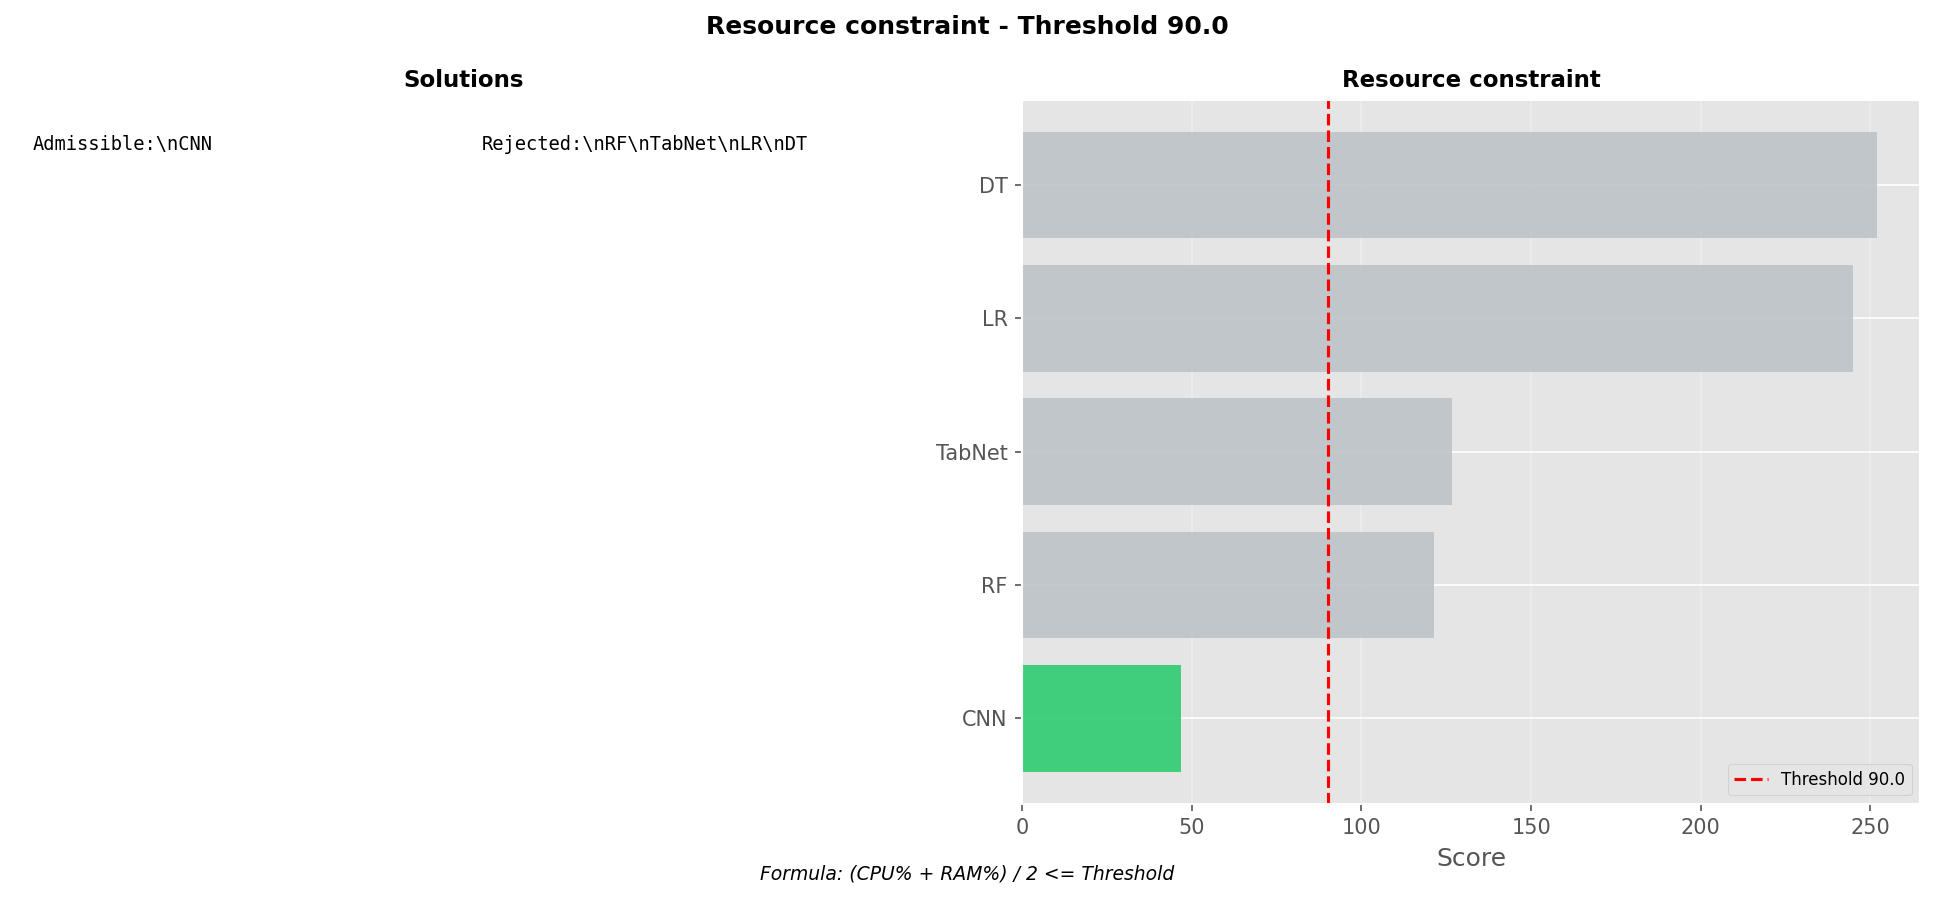 Resource constraint - Threshold 90.0
Solutions
Admissible:\nCNN
Rejected:\nRF\nTabNet\nLR\nDT
Resource constraint
DT
LR
TabNet
RF
CNN
Threshold 90.0
0 50 100 150 200 250
Score
Formula: (CPU% + RAM%) / 2 <= Threshold